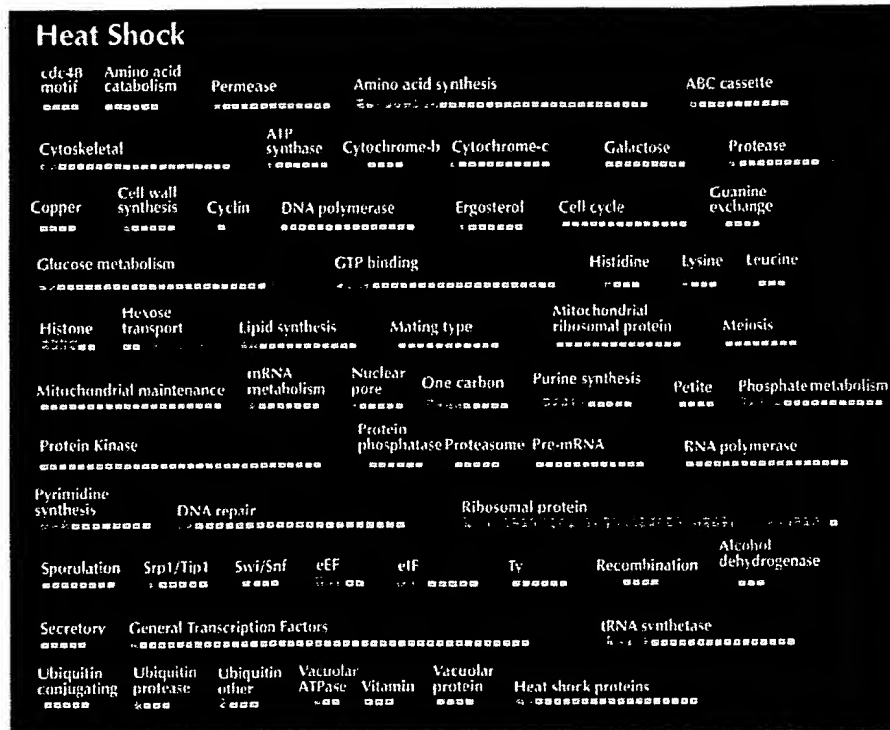 Heat Shock
cdc48 motif
Amino acid catabolism
Permease
Amino acid synthesis
ABC cassette
Cytoskeletal
ATP synthase
Cytochrome-b
Cytochrome-c
Galactose
Protease
Copper
Cell wall synthesis
Cyclin
DNA polymerase
Ergosterol
Cell cycle
Guanine exchange
Glucose metabolism
GTP binding
Histidine
Lysine
Leucine
Histone
Hexose transport
Lipid synthesis
Mating type
Mitochondrial ribosomal protein
Meiosis
Mitochondrial maintenance
mRNA metabolism
Nuclear pore
One carbon
Purine synthesis
Petite
Phosphate metabolism
Protein Kinase
Protein phosphatase
Proteasome
Pre-mRNA
RNA polymerase
Pyrimidine synthesis
DNA repair
Ribosomal protein
Sporulation
Srp1/Tip1
Swi/Snf
eEF
eIF
Ty
Recombination
Alcohol dehydrogenase
Secretory
General Transcription Factors
tRNA synthetase
Ubiquitin conjugating
Ubiquitin protease
Ubiquitin other
Vacuolar ATPase
Vitamin
Vacuolar protein
Heat shock proteins